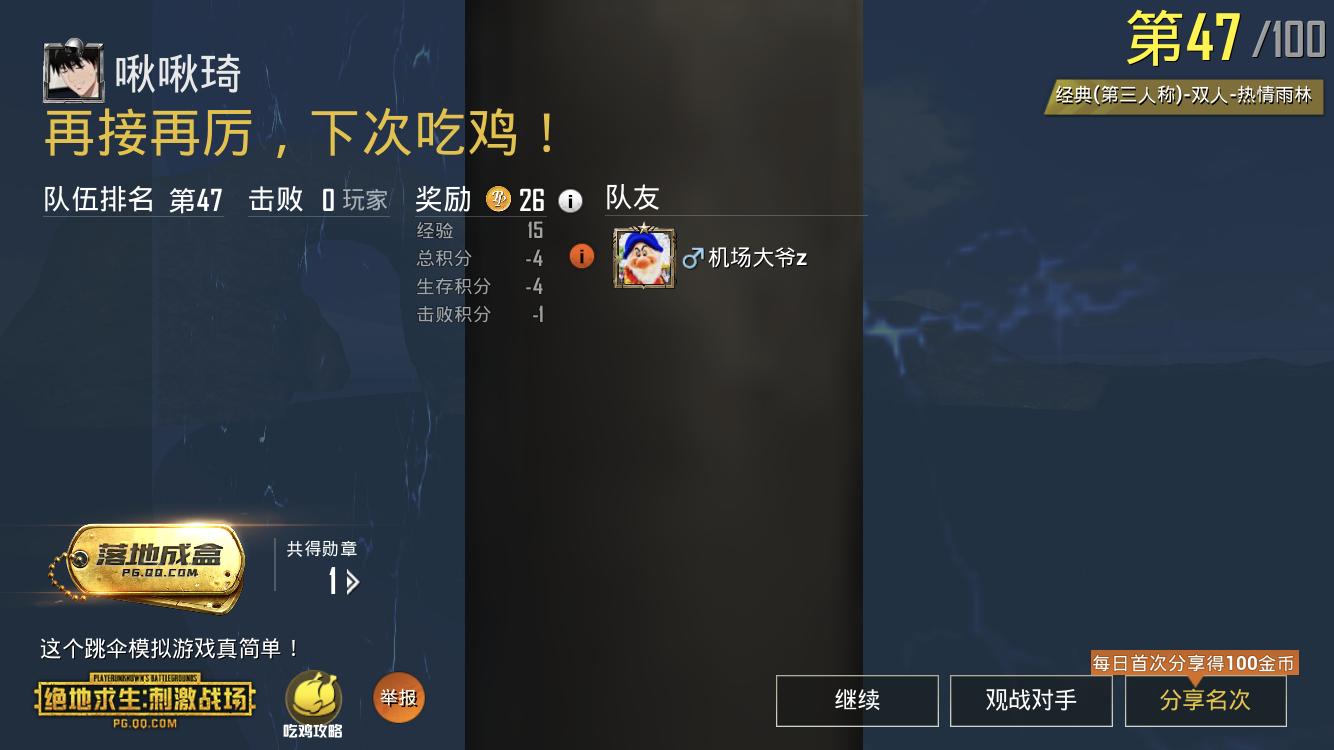 第47 /100
经典(第三人称)-双人-热情雨林
啾啾琦
再接再厉，下次吃鸡！
队伍排名 第47 击败 0 玩家 奖励 26 队友
经验 15
总积分 -4
生存积分 -4
击败积分 -1
机场大爷z
落地成盒
PG.QQ.COM
共得勋章
1
这个跳伞模拟游戏真简单！
PLAYERUNKNOWN'S BATTLEGROUNDS
绝地求生:刺激战场
PG.QQ.COM
吃鸡攻略
举报
每日首次分享得100金币
继续 观战对手 分享名次